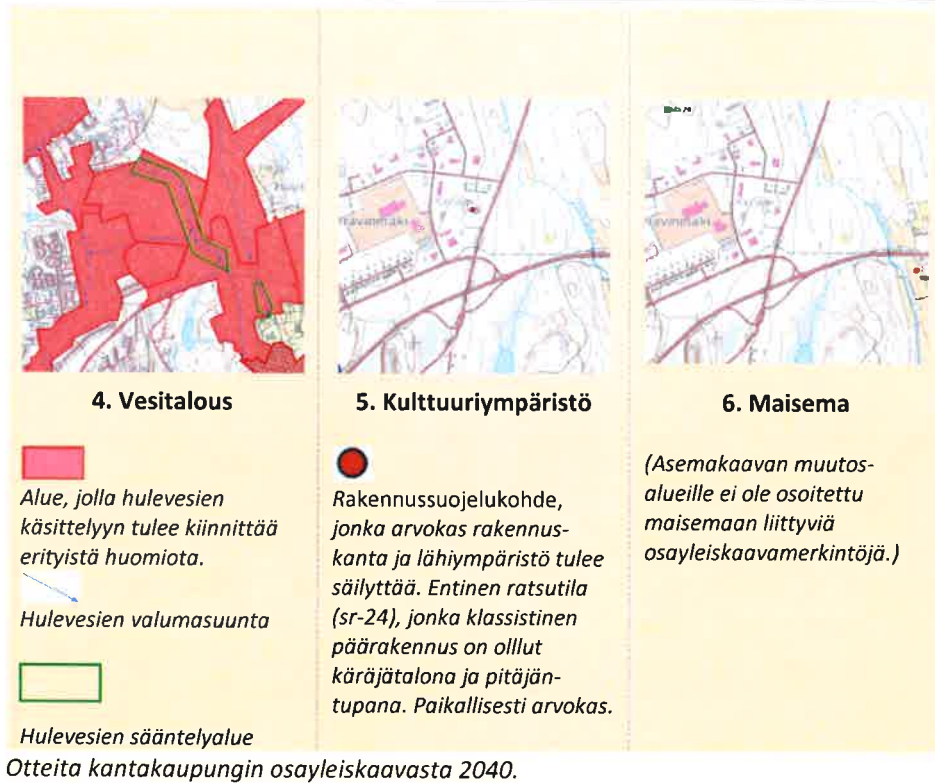 4. Vesitalous
Alue, jolla hulevesien
käsittelyyn tulee kiinnittää
erityistä huomiota.
Hulevesien valumasuunta
Hulevesien sääntelyalue
5. Kulttuuriympäristö
Rakennussuojelukohde,
jonka arvokas rakennus-
kanta ja lähiympäristö tulee
säilyttää. Entinen ratsutila
(sr-24), jonka klassistinen
päärakennus on olllut
käräjätalona ja pitäjän-
tupana. Paikallisesti arvokas.
6. Maisema
(Asemakaavan muutos-
alueille ei ole osoitettu
maisemaan liittyviä
osayleiskaavamerkintöjä.)
Otteita kantakaupungin osayleiskaavasta 2040.